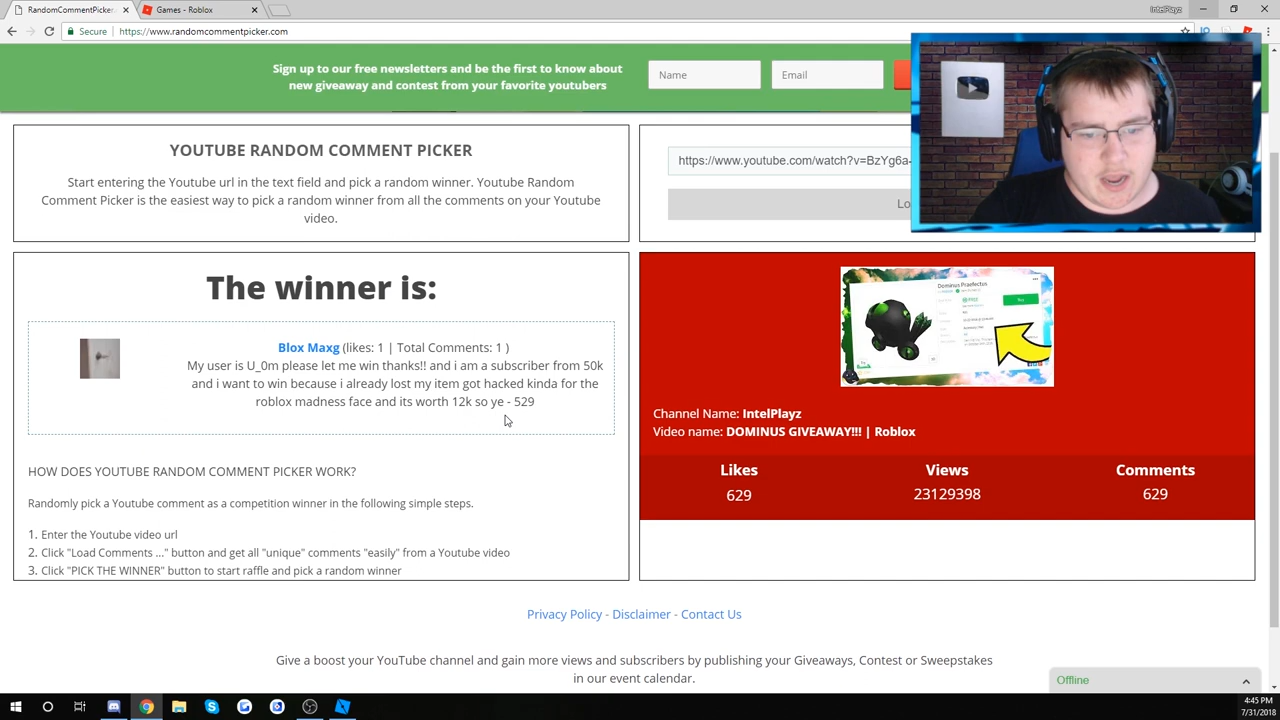 RandomCommentPicker.
Games - Roblox
IntelPlayz
Secure
https://www.randomcommentpicker.com
Sign up to our free newsletters and be the first to know about
new giveaway and contest from your favorite youtubers
Name
Email
YOUTUBE RANDOM COMMENT PICKER
Start entering the Youtube url in the text field and pick a random winner. Youtube Random
Comment Picker is the easiest way to pick a random winner from all the comments on your Youtube
video.
https://www.youtube.com/watch?v=BzYg6a-
Lo
The winner is:
Blox Maxg (likes: 1 | Total Comments: 1 )
My user is U_0m please let me win thanks!! and i am a subscriber from 50k
and i want to win because i already lost my item got hacked kinda for the
roblox madness face and its worth 12k so ye - 529
Dominus Praefectus
Buy
Channel Name: IntelPlayz
Video name: DOMINUS GIVEAWAY!!! | Roblox
Likes
Views
Comments
629
23129398
629
HOW DOES YOUTUBE RANDOM COMMENT PICKER WORK?
Randomly pick a Youtube comment as a competition winner in the following simple steps.
1. Enter the Youtube video url
2. Click "Load Comments ..." button and get all "unique" comments "easily" from a Youtube video
3. Click "PICK THE WINNER" button to start raffle and pick a random winner
Privacy Policy - Disclaimer - Contact Us
Give a boost your YouTube channel and gain more views and subscribers by publishing your Giveaways, Contest or Sweepstakes
in our event calendar.
Offline
4:45 PM
7/31/2018